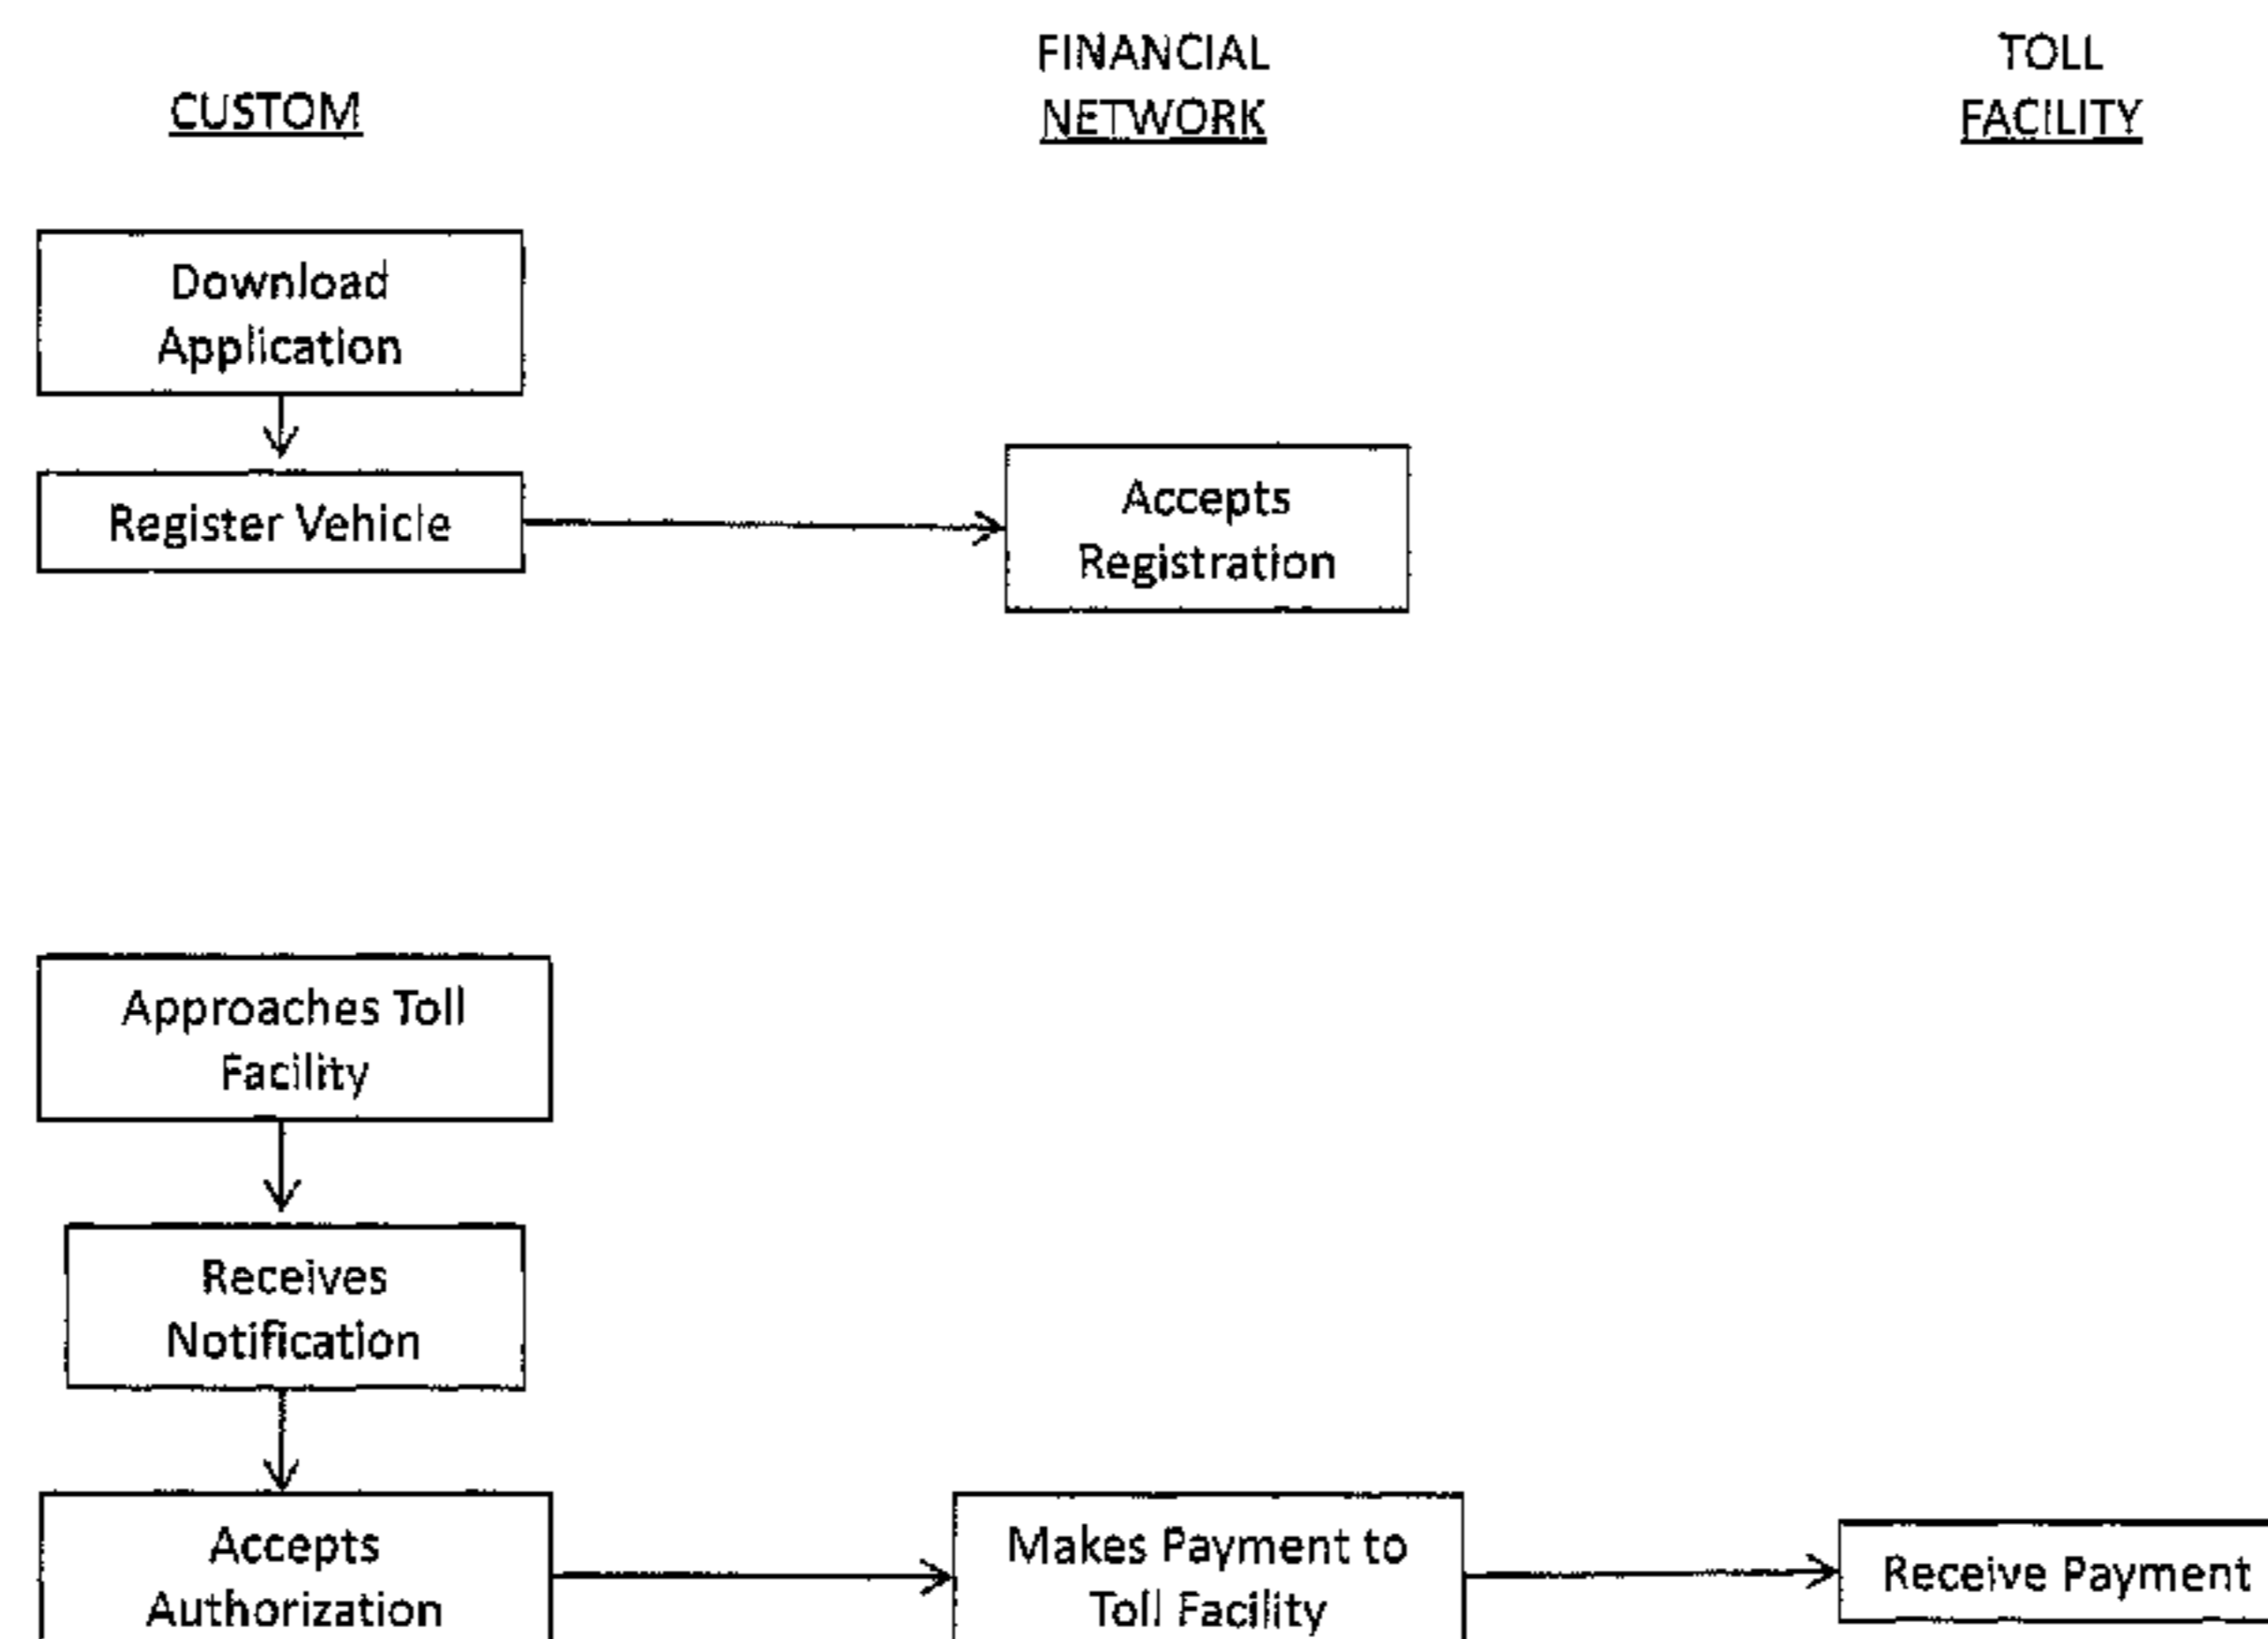 CUSTOM
FINANCIAL
NETWORK
TOLL
FACILITY
Download
Application
Register Vehicle
Accepts
Registration
Approaches Toll
Facility
Receives
Notification
Accepts
Authorization
Makes Payment to
Toll Facility
Receive Payment